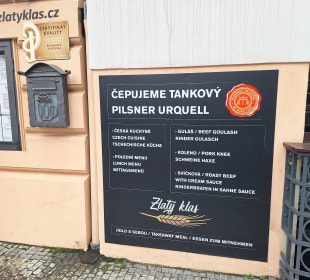 zlatyklas.cz
CERTIFIKÁT
KVALITY
ČEPUJEME TANKOVÝ
PILSNER URQUELL
• ČESKÁ KUCHYNĚ
CZECH CUISINE
TSCHECHISCHE KÜCHE
• POLEDNÍ MENU
LUNCH MENU
MITTAGSMENÜ
• GULÁŠ / BEEF GOULASH
RINDER GULASCH
• KOLENO / PORK KNEE
SCHWEINE HAXE
• SVÍČKOVÁ / ROAST BEEF
WITH CREAM SAUCE
RINDERBRATEN IN SAHNE SAUCE
Zlatý klas
JÍDLO S SEBOU / TAKEAWAY MEAL / ESSEN ZUM MITNEHMEN